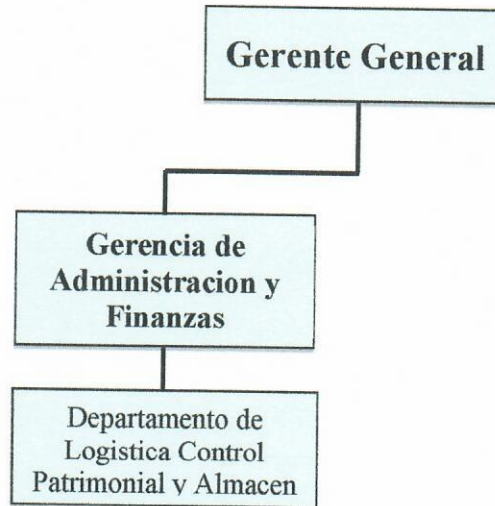 Gerente General
Gerencia de
Administracion y
Finanzas
Departamento de
Logistica Control
Patrimonial y Almacen